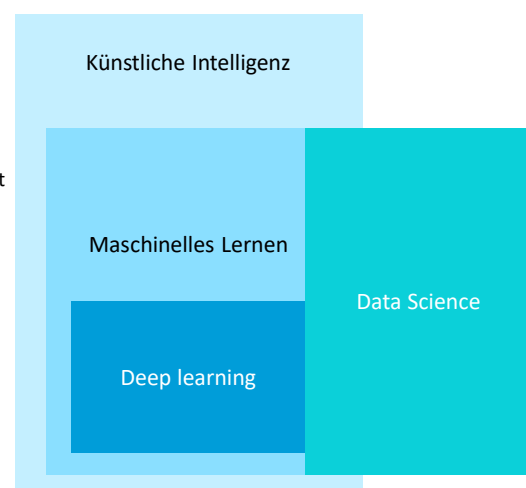 Künstliche Intelligenz
t
Maschinelles Lernen
Data Science
Deep learning